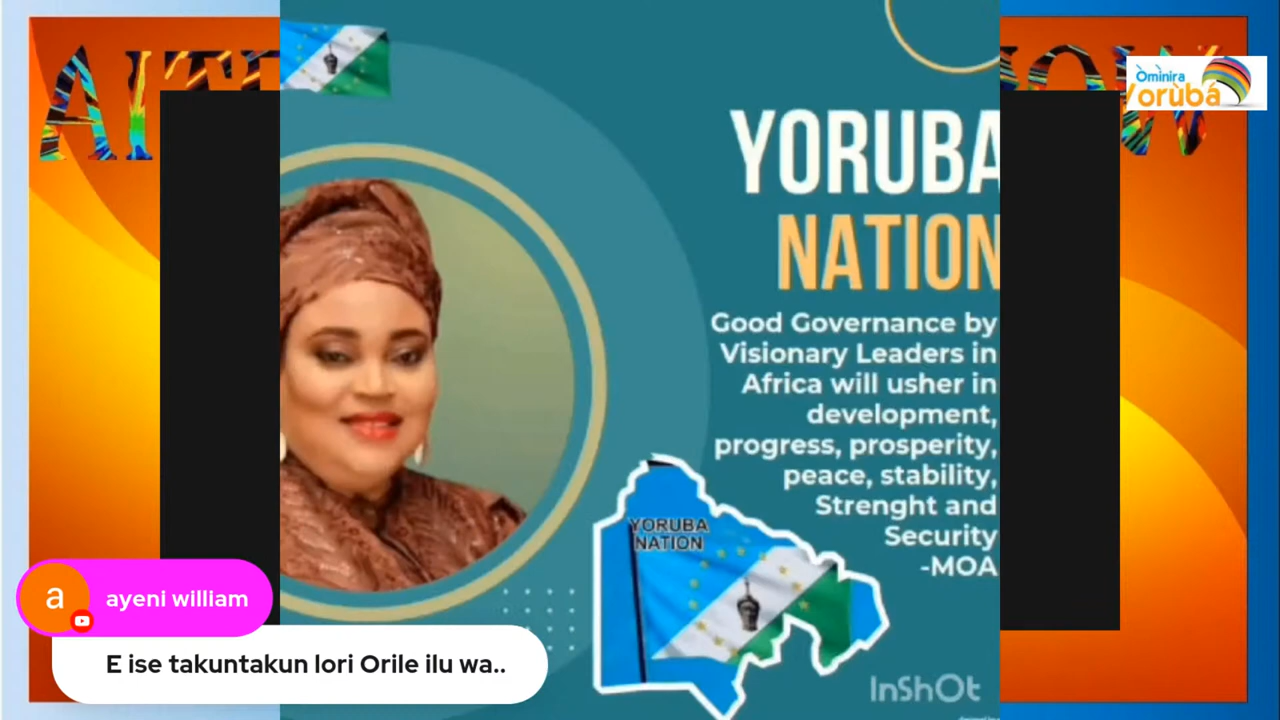 Òmìnira
Yorùbá
YORUBA
NATION
Good Governance by
Visionary Leaders in
Africa will usher in
development,
progress, prosperity,
peace, stability,
Strenght and
Security
-MOA
YORUBA
NATION
a
ayeni william
E ise takuntakun lori Orile ilu wa..
InShOt